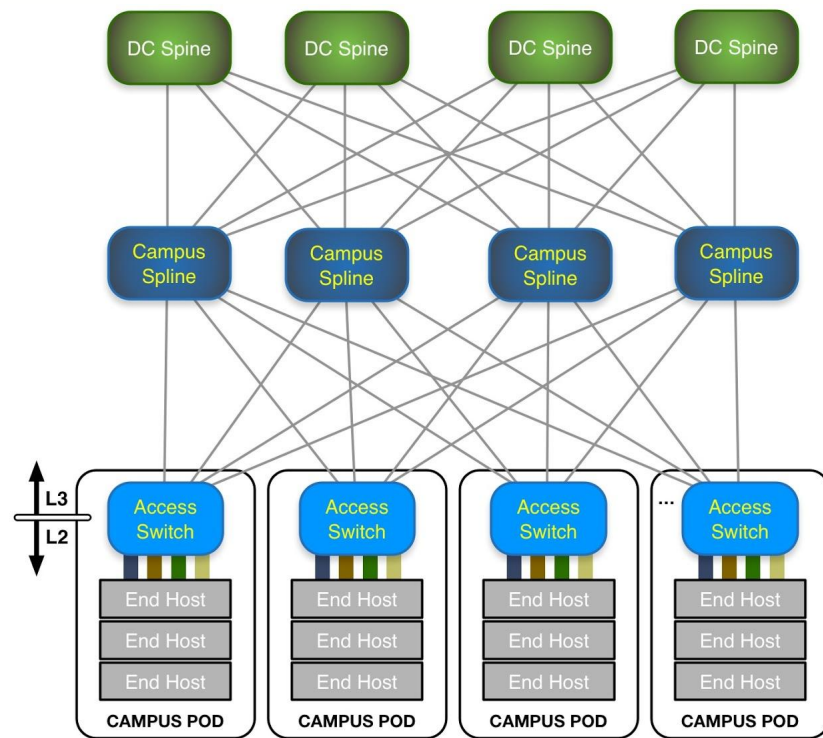 DC Spine
DC Spine
DC Spine
DC Spine
Campus
Spline
Campus
Spline
Campus
Spline
Campus
Spline
L3
L2
Access
Switch
Access
Switch
Access
Switch
...
Access
Switch
End Host
End Host
End Host
End Host
End Host
End Host
End Host
End Host
End Host
End Host
End Host
End Host
CAMPUS POD
CAMPUS POD
CAMPUS POD
CAMPUS POD